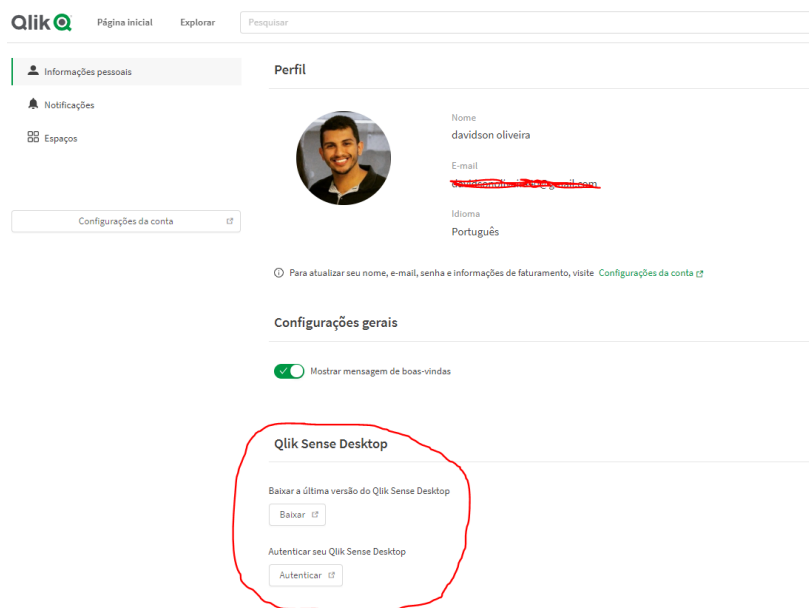 Qlik
Página inicial
Explorar
Pesquisar
Informações pessoais
Notificações
Espaços
Configurações da conta
Perfil
Nome
davidson oliveira
E-mail
Idioma
Português
Para atualizar seu nome, e-mail, senha e informações de faturamento, visite Configurações da conta
Configurações gerais
Mostrar mensagem de boas-vindas
Qlik Sense Desktop
Baixar a última versão do Qlik Sense Desktop
Baixar
Autenticar seu Qlik Sense Desktop
Autenticar